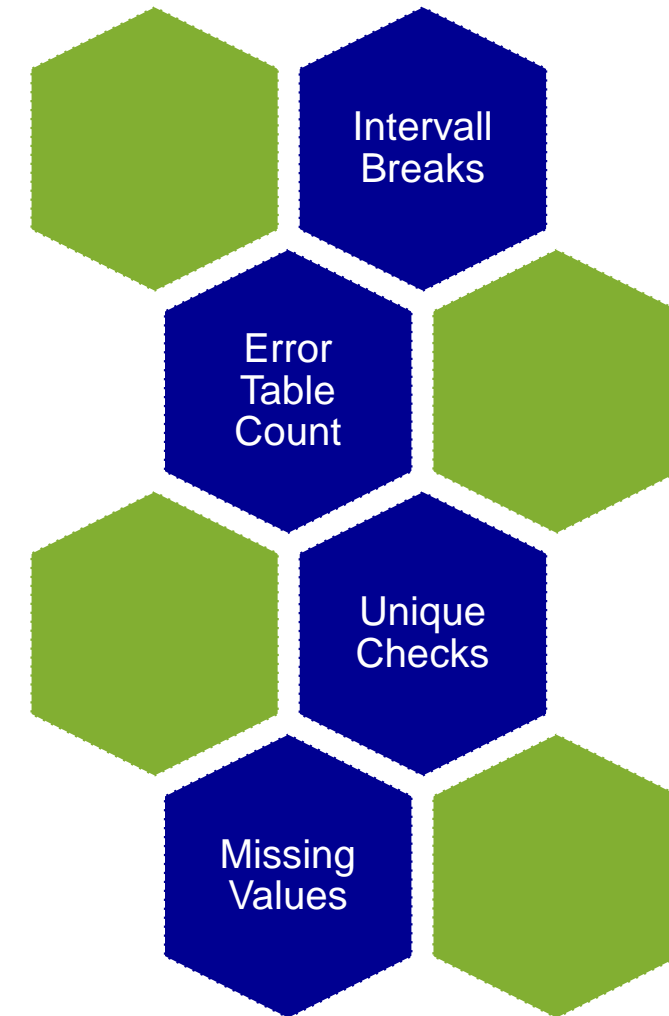 Intervall
Breaks
Error
Table
Count
Unique
Checks
Missing
Values